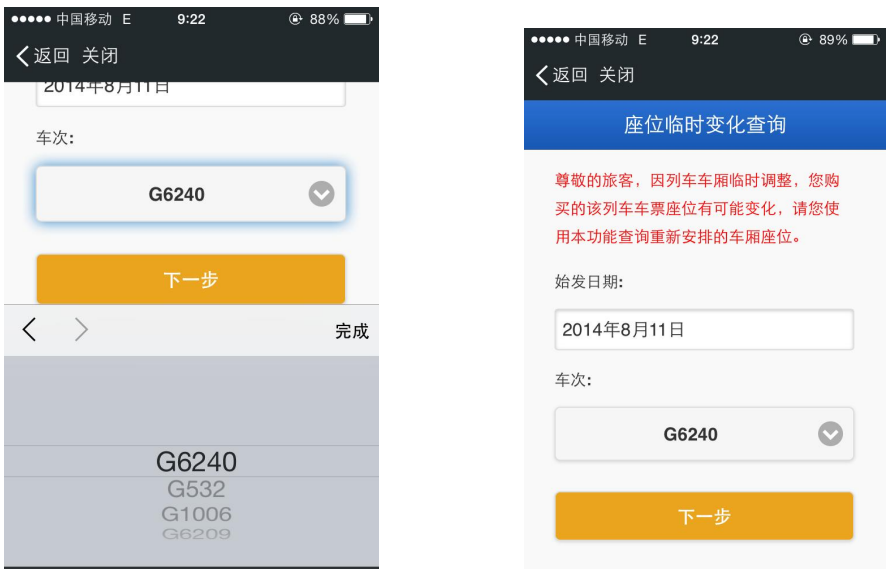 中国移动 E 9:22 88%
返回 关闭
2014年8月11日
车次:
G6240
下一步
完成
G6240
G532
G1006
G6209
中国移动 E 9:22 89%
返回 关闭
座位临时变化查询
尊敬的旅客，因列车车厢临时调整，您购
买的该列车车票座位有可能变化，请您使
用本功能查询重新安排的车厢座位。
始发日期:
2014年8月11日
车次:
G6240
下一步